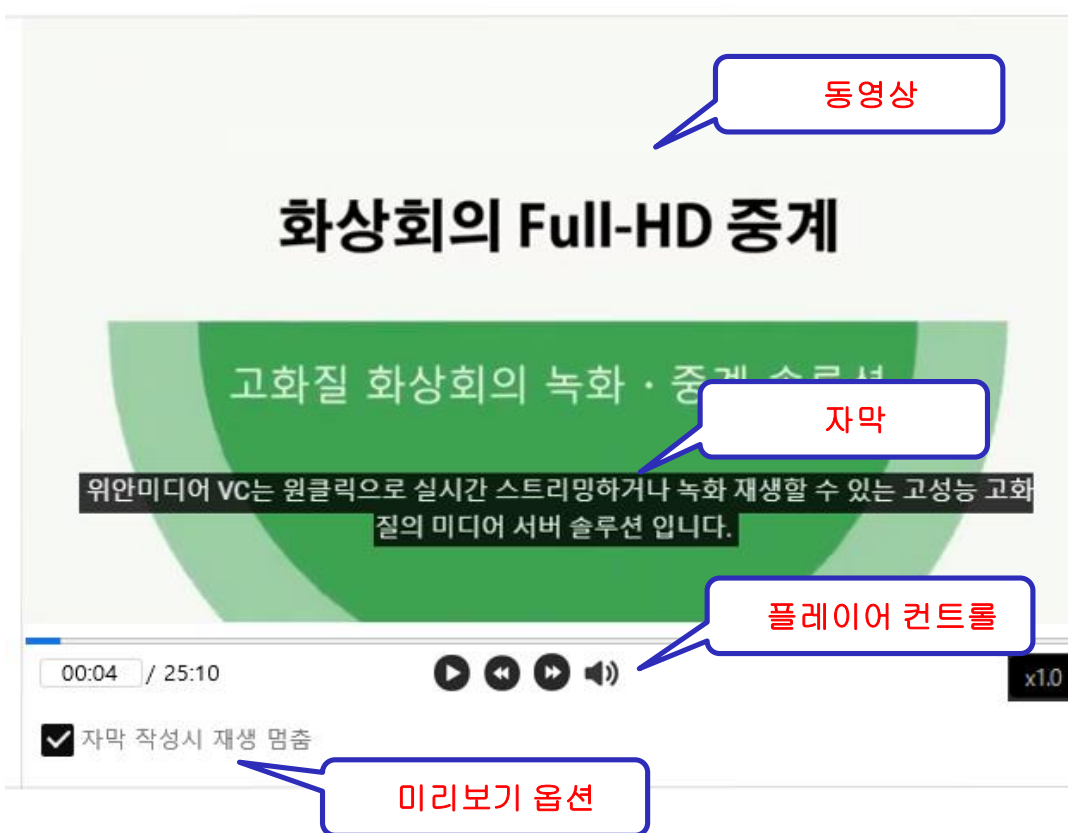 동영상
화상회의 Full-HD 중계
고화질 화상회의 녹화 · 중계 솔루션
자막
위안미디어 VC는 원클릭으로 실시간 스트리밍하거나 녹화 재생할 수 있는 고성능 고화
질의 미디어 서버 솔루션 입니다.
플레이어 컨트롤
00:04 / 25:10
x1.0
자막 작성시 재생 멈춤
미리보기 옵션